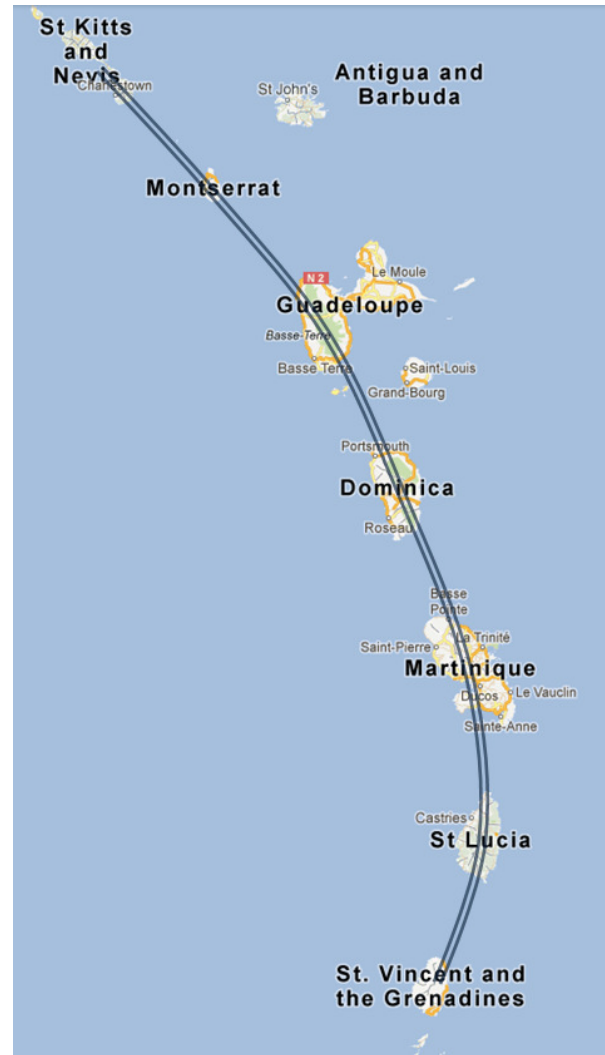 St Kitts
and
Nevis
Charlestown
Antigua and
Barbuda
St John's
Montserrat
N 2
Le Moule
Guadeloupe
Basse-Terre
Basse Terre
Saint-Louis
Grand-Bourg
Portsmouth
Dominica
Roseau
Basse
Pointe
La Trinité
Saint-Pierre
Martinique
Ducos
Le Vauclin
Sainte-Anne
Castries
St Lucia
St. Vincent and
the Grenadines